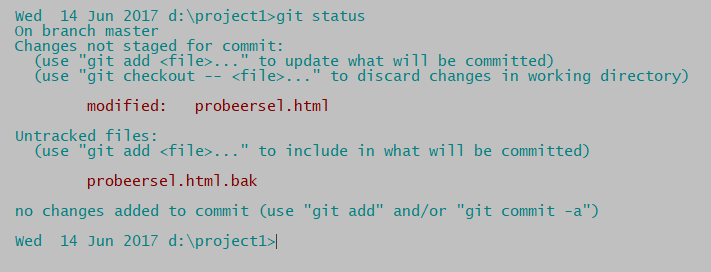 Wed  14 Jun 2017 d:\project1>git status
On branch master
Changes not staged for commit:
  (use "git add <file>..." to update what will be committed)
  (use "git checkout -- <file>..." to discard changes in working directory)
        modified:   probeersel.html
Untracked files:
  (use "git add <file>..." to include in what will be committed)
        probeersel.html.bak
no changes added to commit (use "git add" and/or "git commit -a")
Wed  14 Jun 2017 d:\project1>